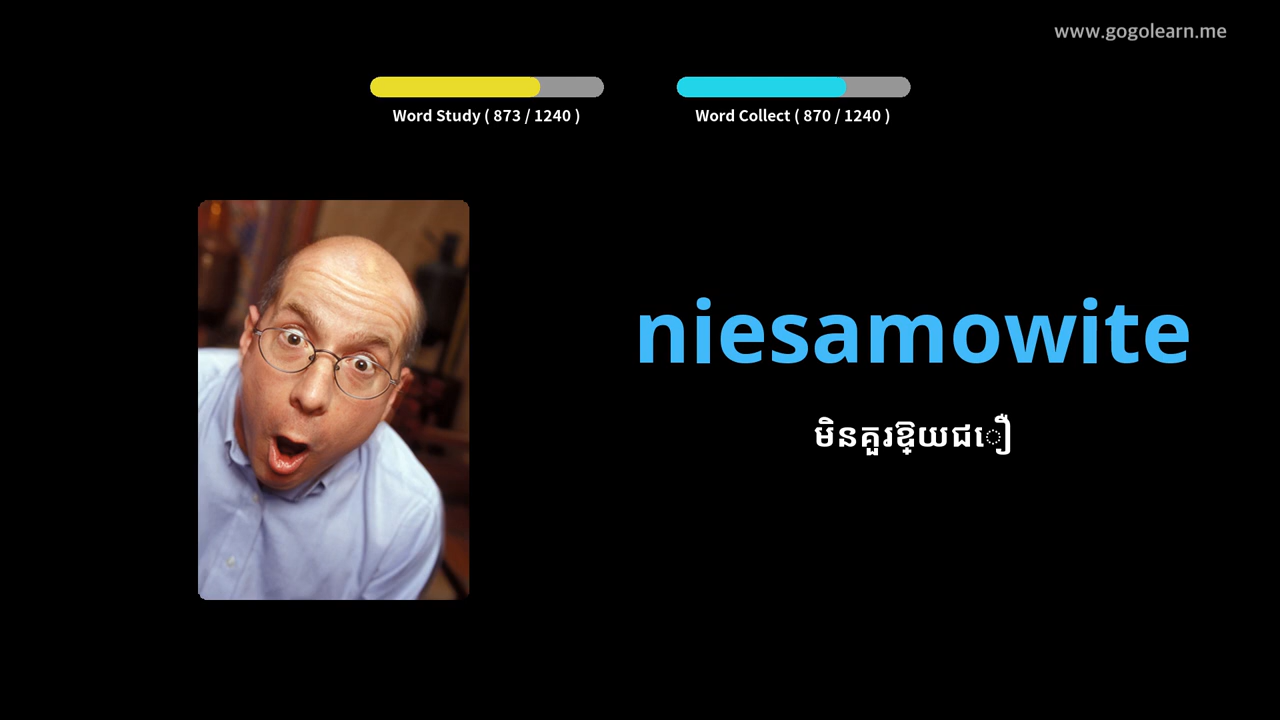 www.gogolearn.me
Word Study ( 873 / 1240 )
Word Collect ( 870 / 1240 )
niesamowite
មិនគួរឱ្យជឿ